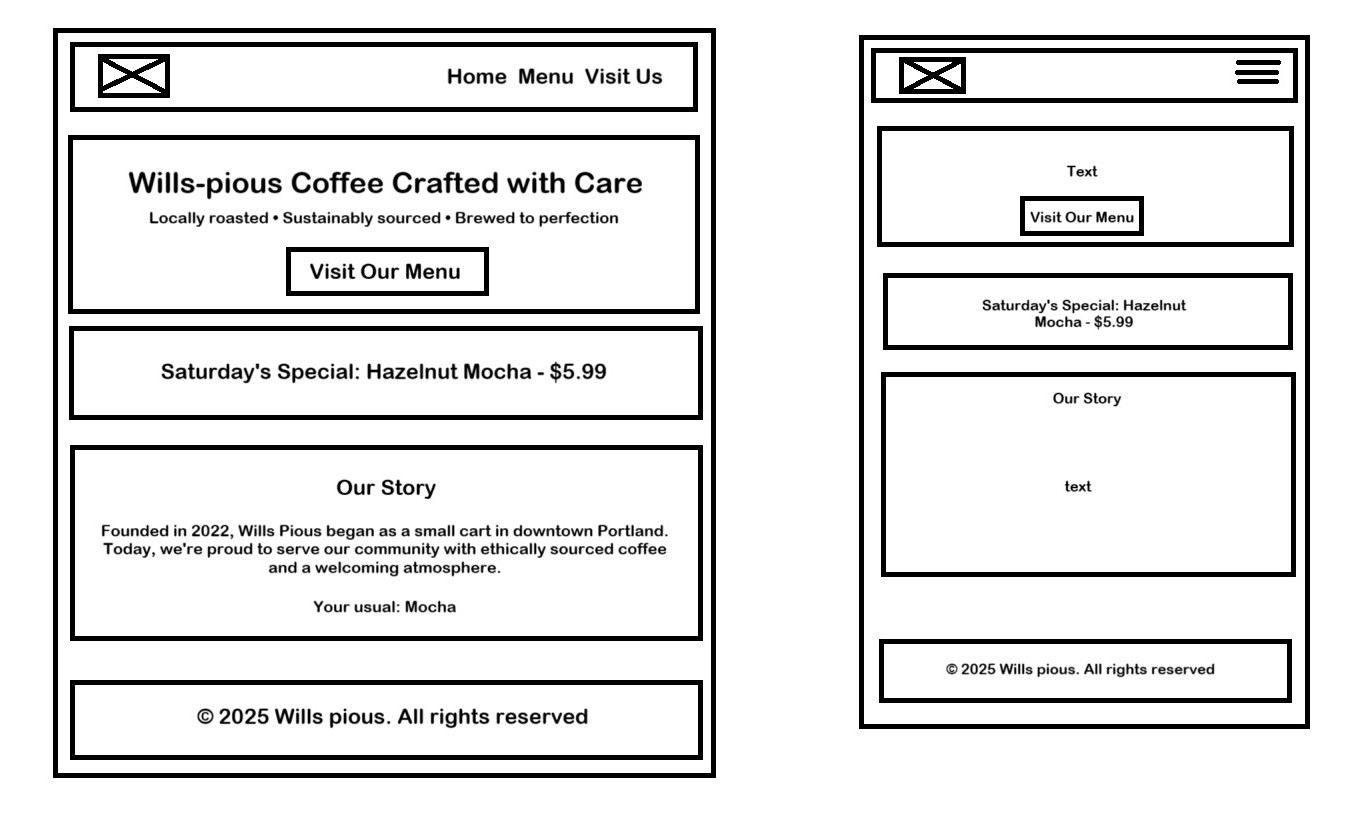 Home Menu Visit Us
Wills-pious Coffee Crafted with Care
Locally roasted • Sustainably sourced • Brewed to perfection
Visit Our Menu
Saturday's Special: Hazelnut Mocha - $5.99
Our Story
Founded in 2022, Wills Pious began as a small cart in downtown Portland.
Today, we're proud to serve our community with ethically sourced coffee
and a welcoming atmosphere.
Your usual: Mocha
© 2025 Wills pious. All rights reserved
Text
Visit Our Menu
Saturday's Special: Hazelnut
Mocha - $5.99
Our Story
text
© 2025 Wills pious. All rights reserved